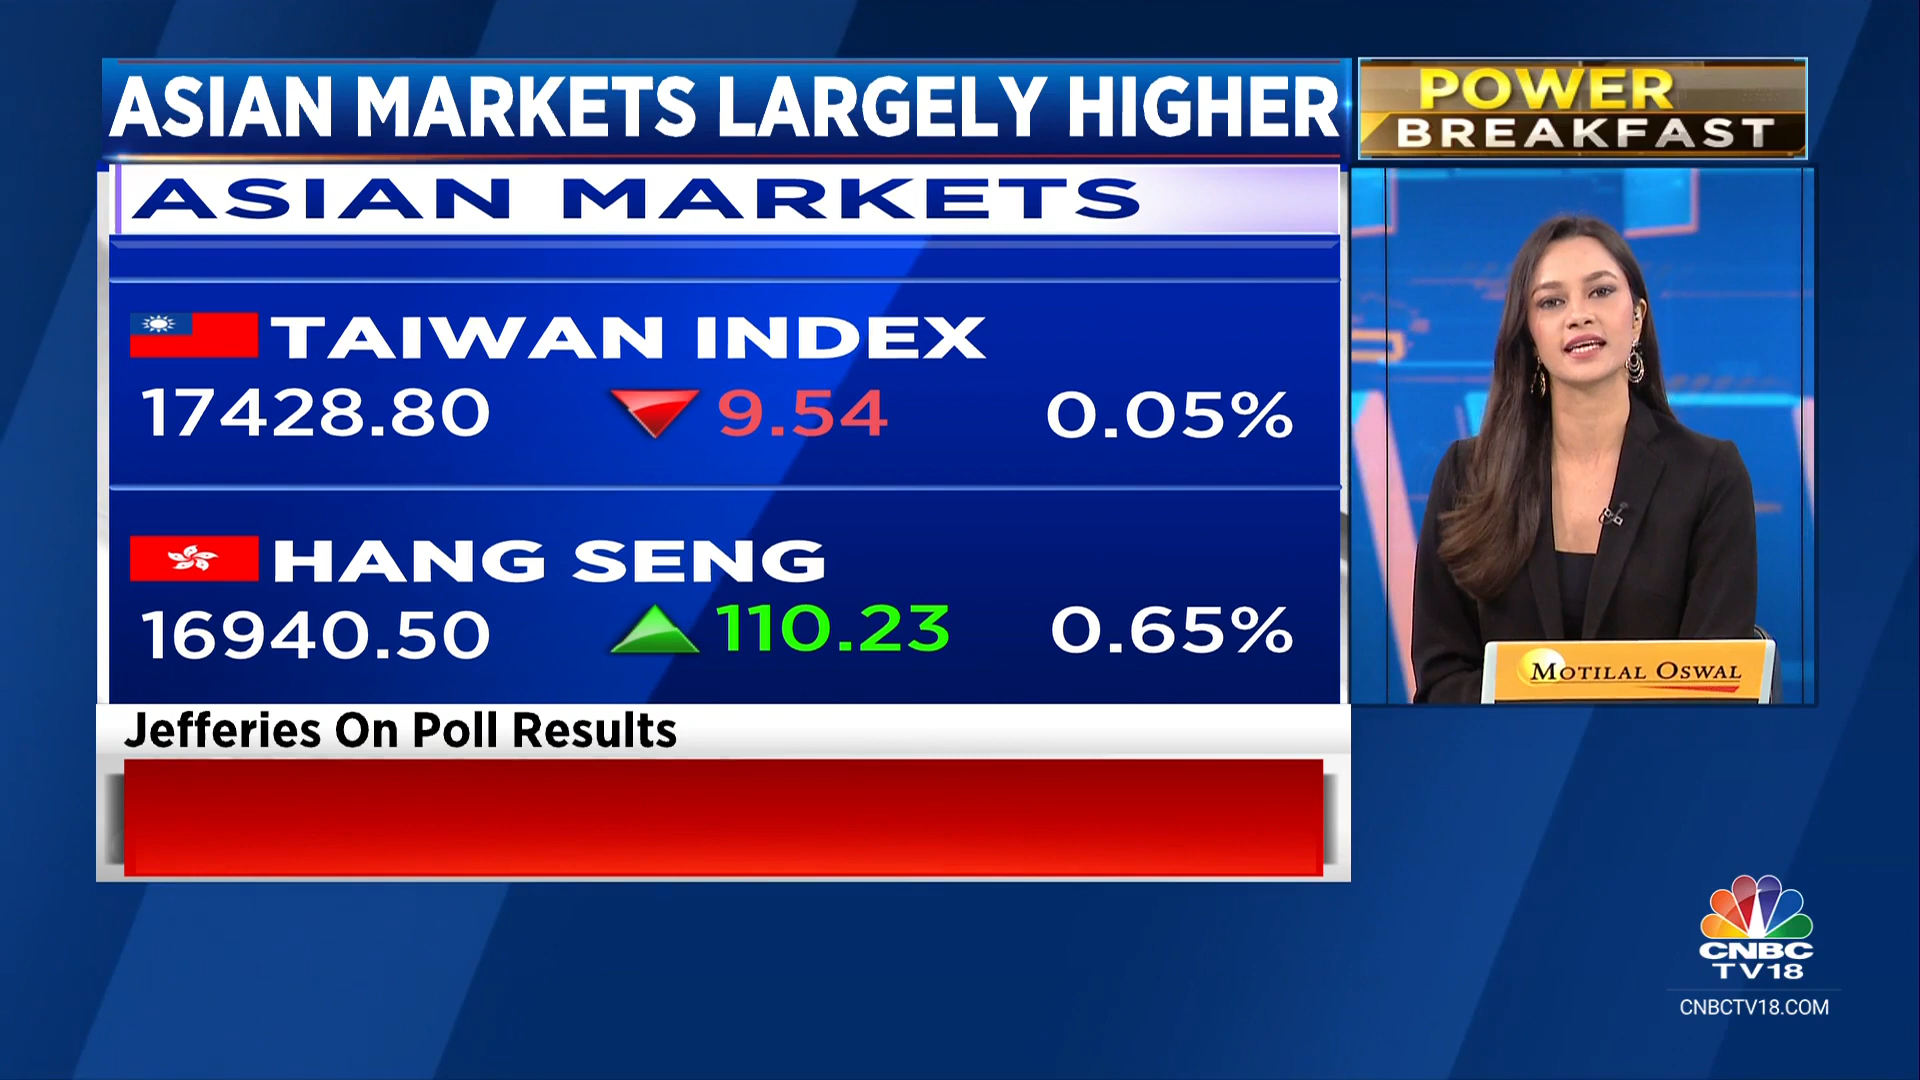 ASIAN MARKETS LARGELY HIGHER
POWER
BREAKFAST
ASIAN MARKETS
TAIWAN INDEX
17428.80 9.54 0.05%
HANG SENG
16940.50 110.23 0.65%
MOTILAL OSWAL
Jefferies On Poll Results
CNBC
TV18
CNBCTV18.COM